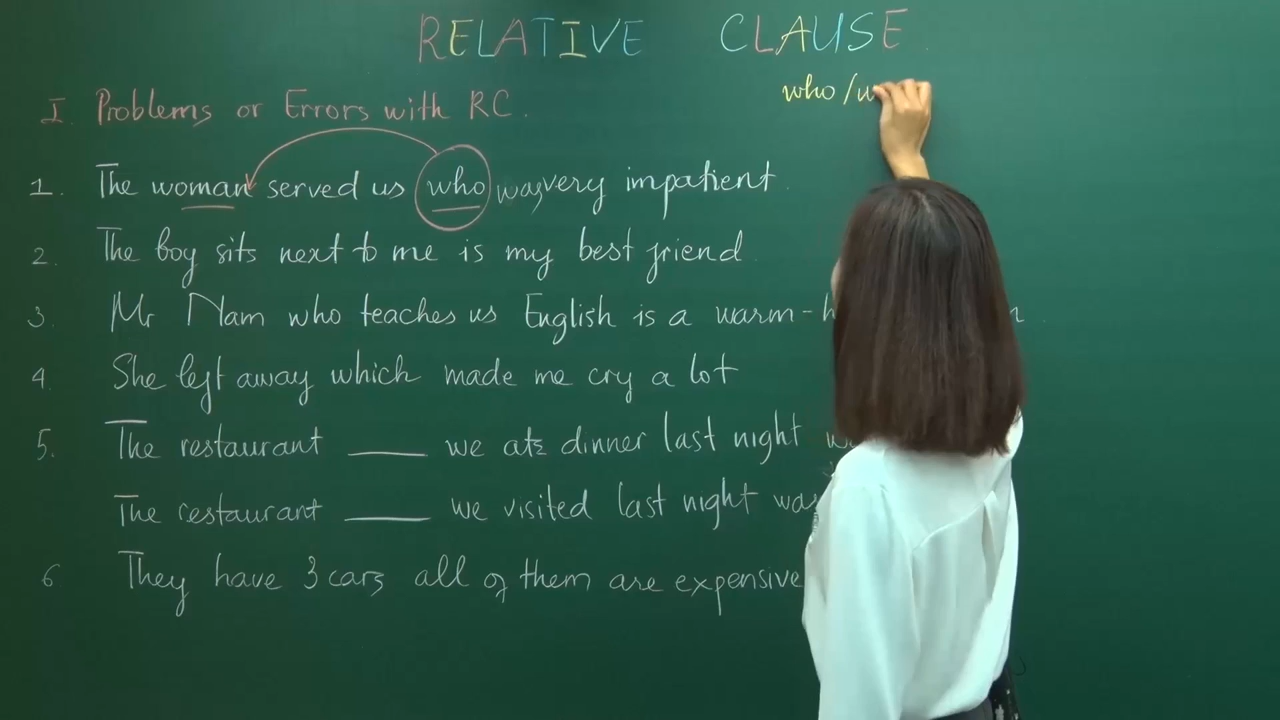 RELATIVE CLAUSE
who /w
I. Problems or Errors with RC.
1. The woman served us who was very impatient.
2. The boy sits next to me is my best friend.
3. Mr Nam who teaches us English is a warm-
4. She left away which made me cry a lot
5. The restaurant ____ we ate dinner last night
The restaurant ____ we visited last night was
6 They have 3 cars all of them are expensive